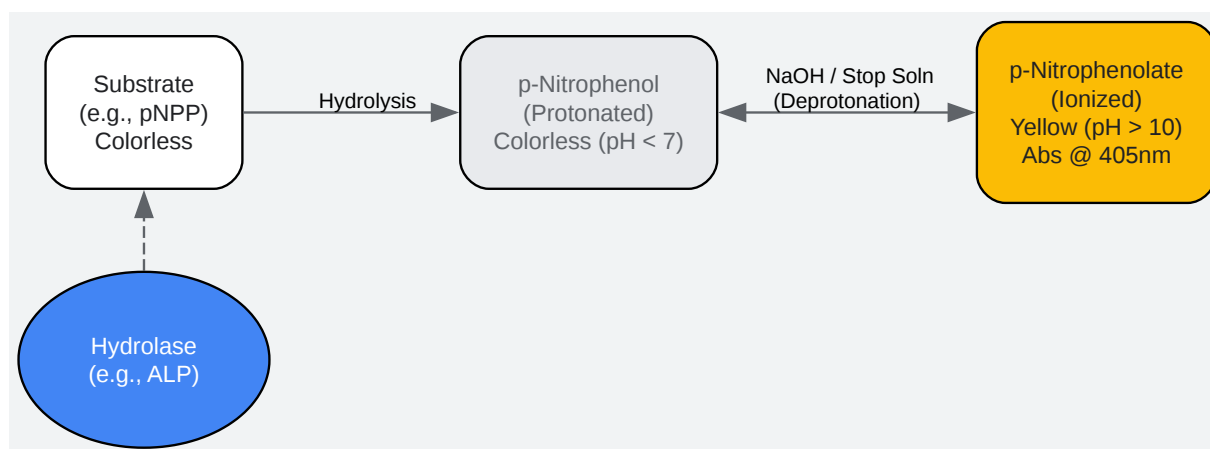 Substrate
(e.g., pNPP)
Colorless
Hydrolysis
p-Nitrophenol
(Protonated)
Colorless (pH < 7)
NaOH / Stop Soln
(Deprotonation)
p-Nitrophenolate
(Ionized)
Yellow (pH > 10)
Abs @ 405nm
Hydrolase
(e.g., ALP)